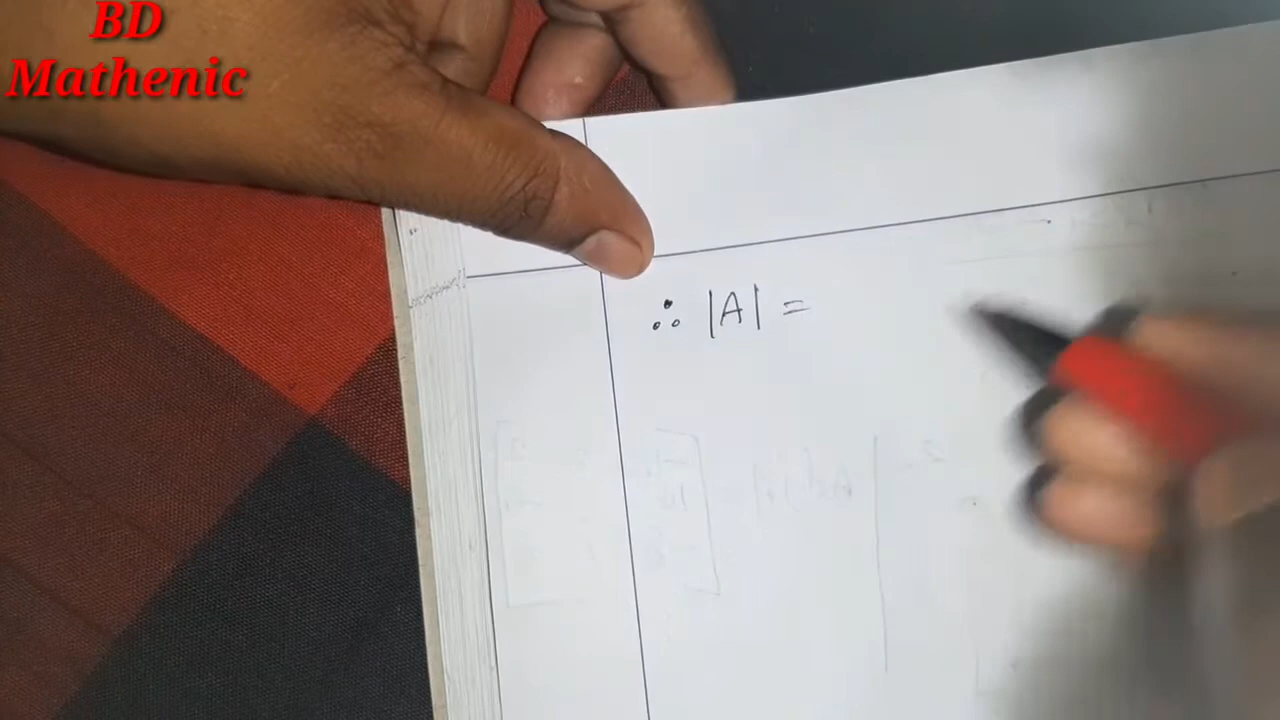 BD
Mathenic
∴ |A| =